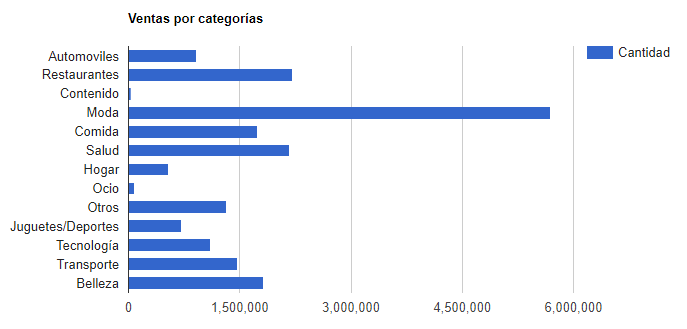 Ventas por categorías
Cantidad
Automoviles
Restaurantes
Contenido
Moda
Comida
Salud
Hogar
Ocio
Otros
Juguetes/Deportes
Tecnología
Transporte
Belleza
0 1,500,000 3,000,000 4,500,000 6,000,000